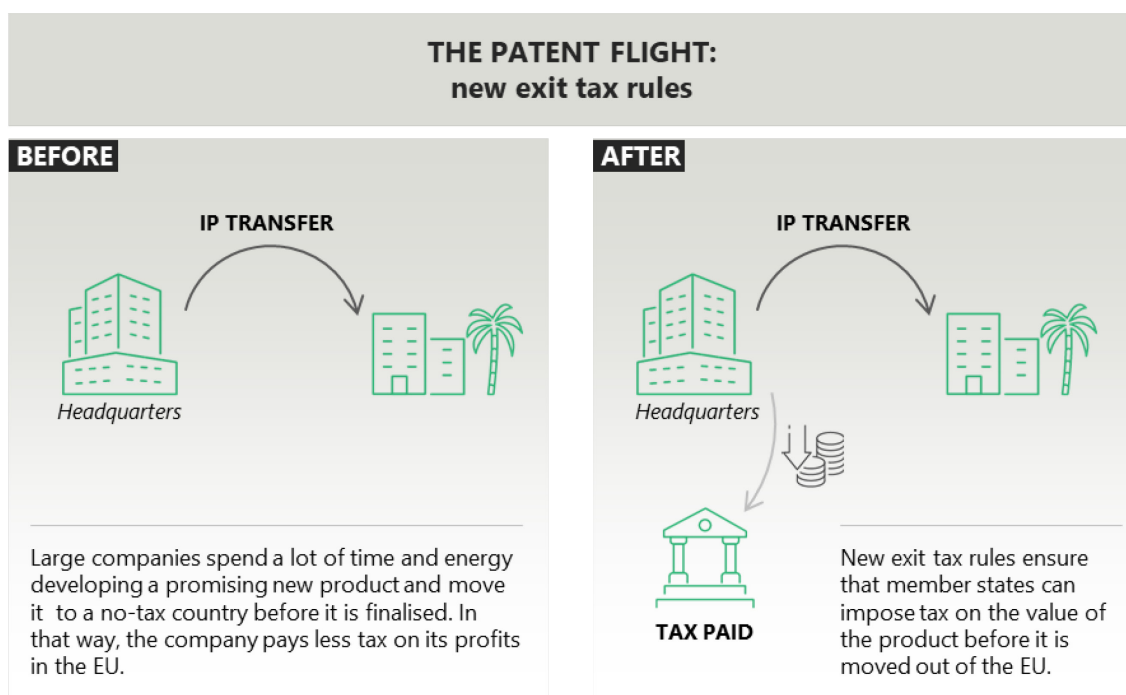 THE PATENT FLIGHT:
new exit tax rules
BEFORE
IP TRANSFER
Headquarters
Large companies spend a lot of time and energy
developing a promising new product and move
it to a no-tax country before it is finalised. In
that way, the company pays less tax on its profits
in the EU.
AFTER
IP TRANSFER
Headquarters
TAX PAID
New exit tax rules ensure
that member states can
impose tax on the value of
the product before it is
moved out of the EU.